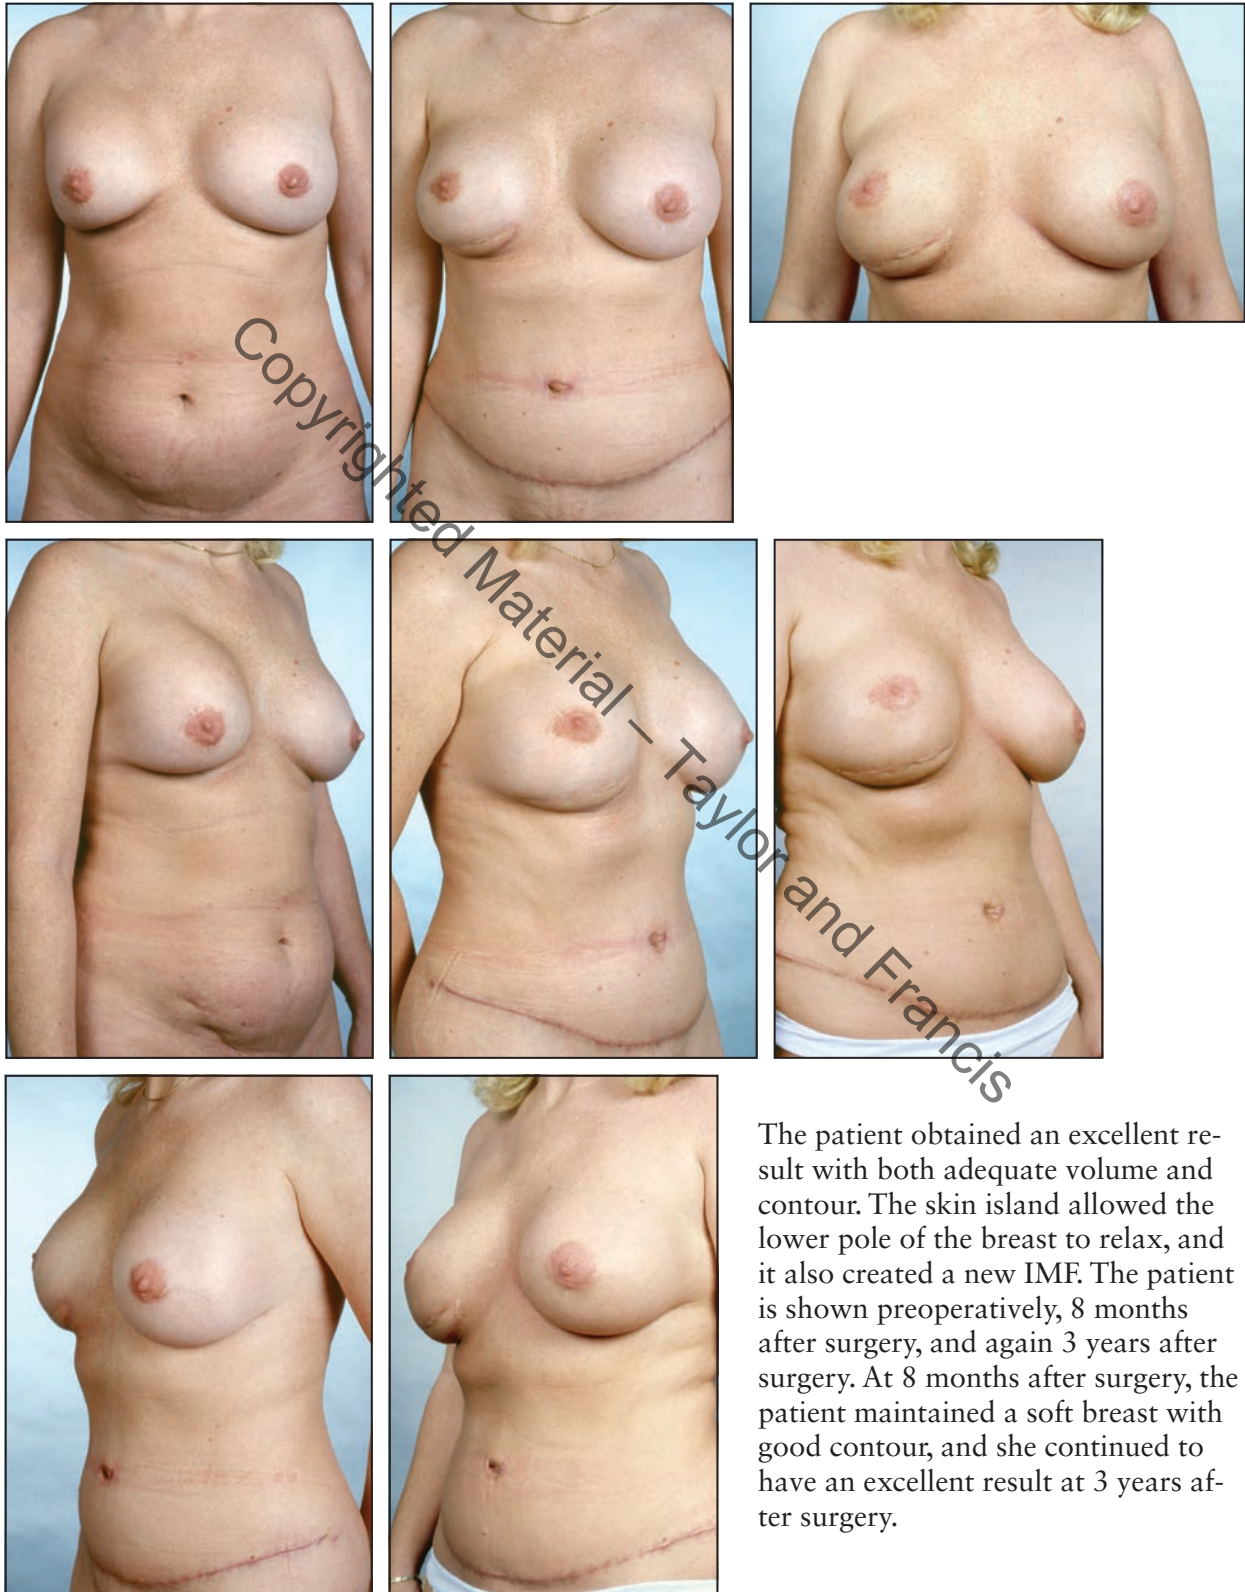 Copyrighted Material – Taylor and Francis
The patient obtained an excellent re-
sult with both adequate volume and
contour. The skin island allowed the
lower pole of the breast to relax, and
it also created a new IMF. The patient
is shown preoperatively, 8 months
after surgery, and again 3 years after
surgery. At 8 months after surgery, the
patient maintained a soft breast with
good contour, and she continued to
have an excellent result at 3 years af-
ter surgery.